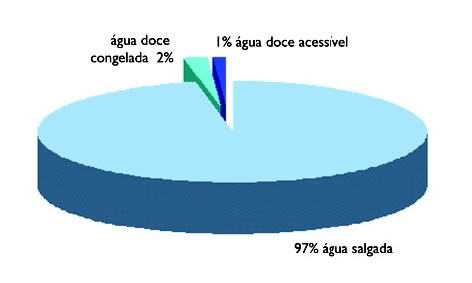 água doce
congelada 2%
1% água doce acessível
97% água salgada